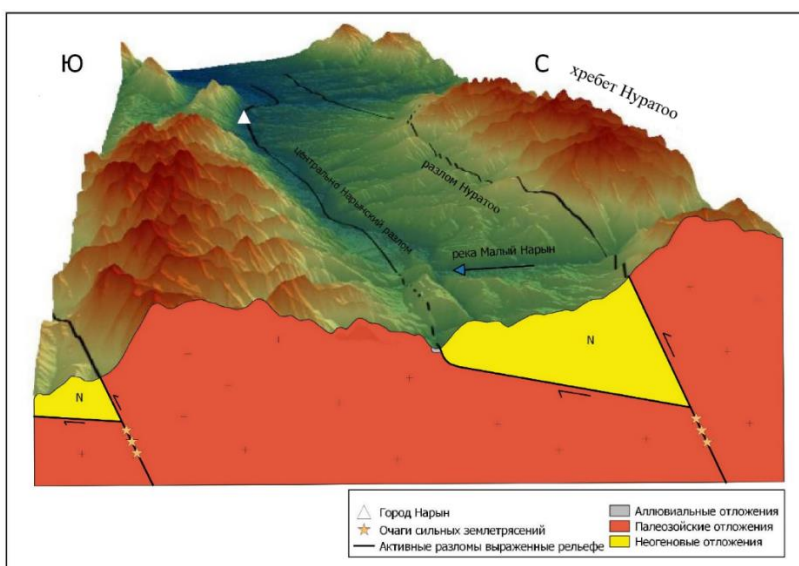 Ю
С
хребет Нуратоо
центрально Нарынский разлом
разлом Нуратоо
река Малый Нарын
N
N
Город Нарын
Очаги сильных землетрясений
Активные разломы выраженные рельефе
Аллювиальные отложения
Палеозойские отложения
Неогеновые отложения